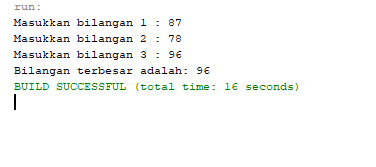 run:
Masukkan bilangan 1 : 87
Masukkan bilangan 2 : 78
Masukkan bilangan 3 : 96
Bilangan terbesar adalah: 96
BUILD SUCCESSFUL (total time: 16 seconds)